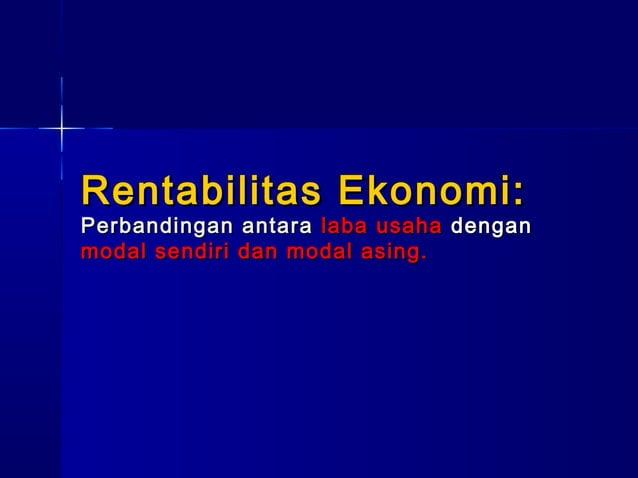 Rentabilitas Ekonomi:
Perbandingan antara laba usaha dengan
modal sendiri dan modal asing.